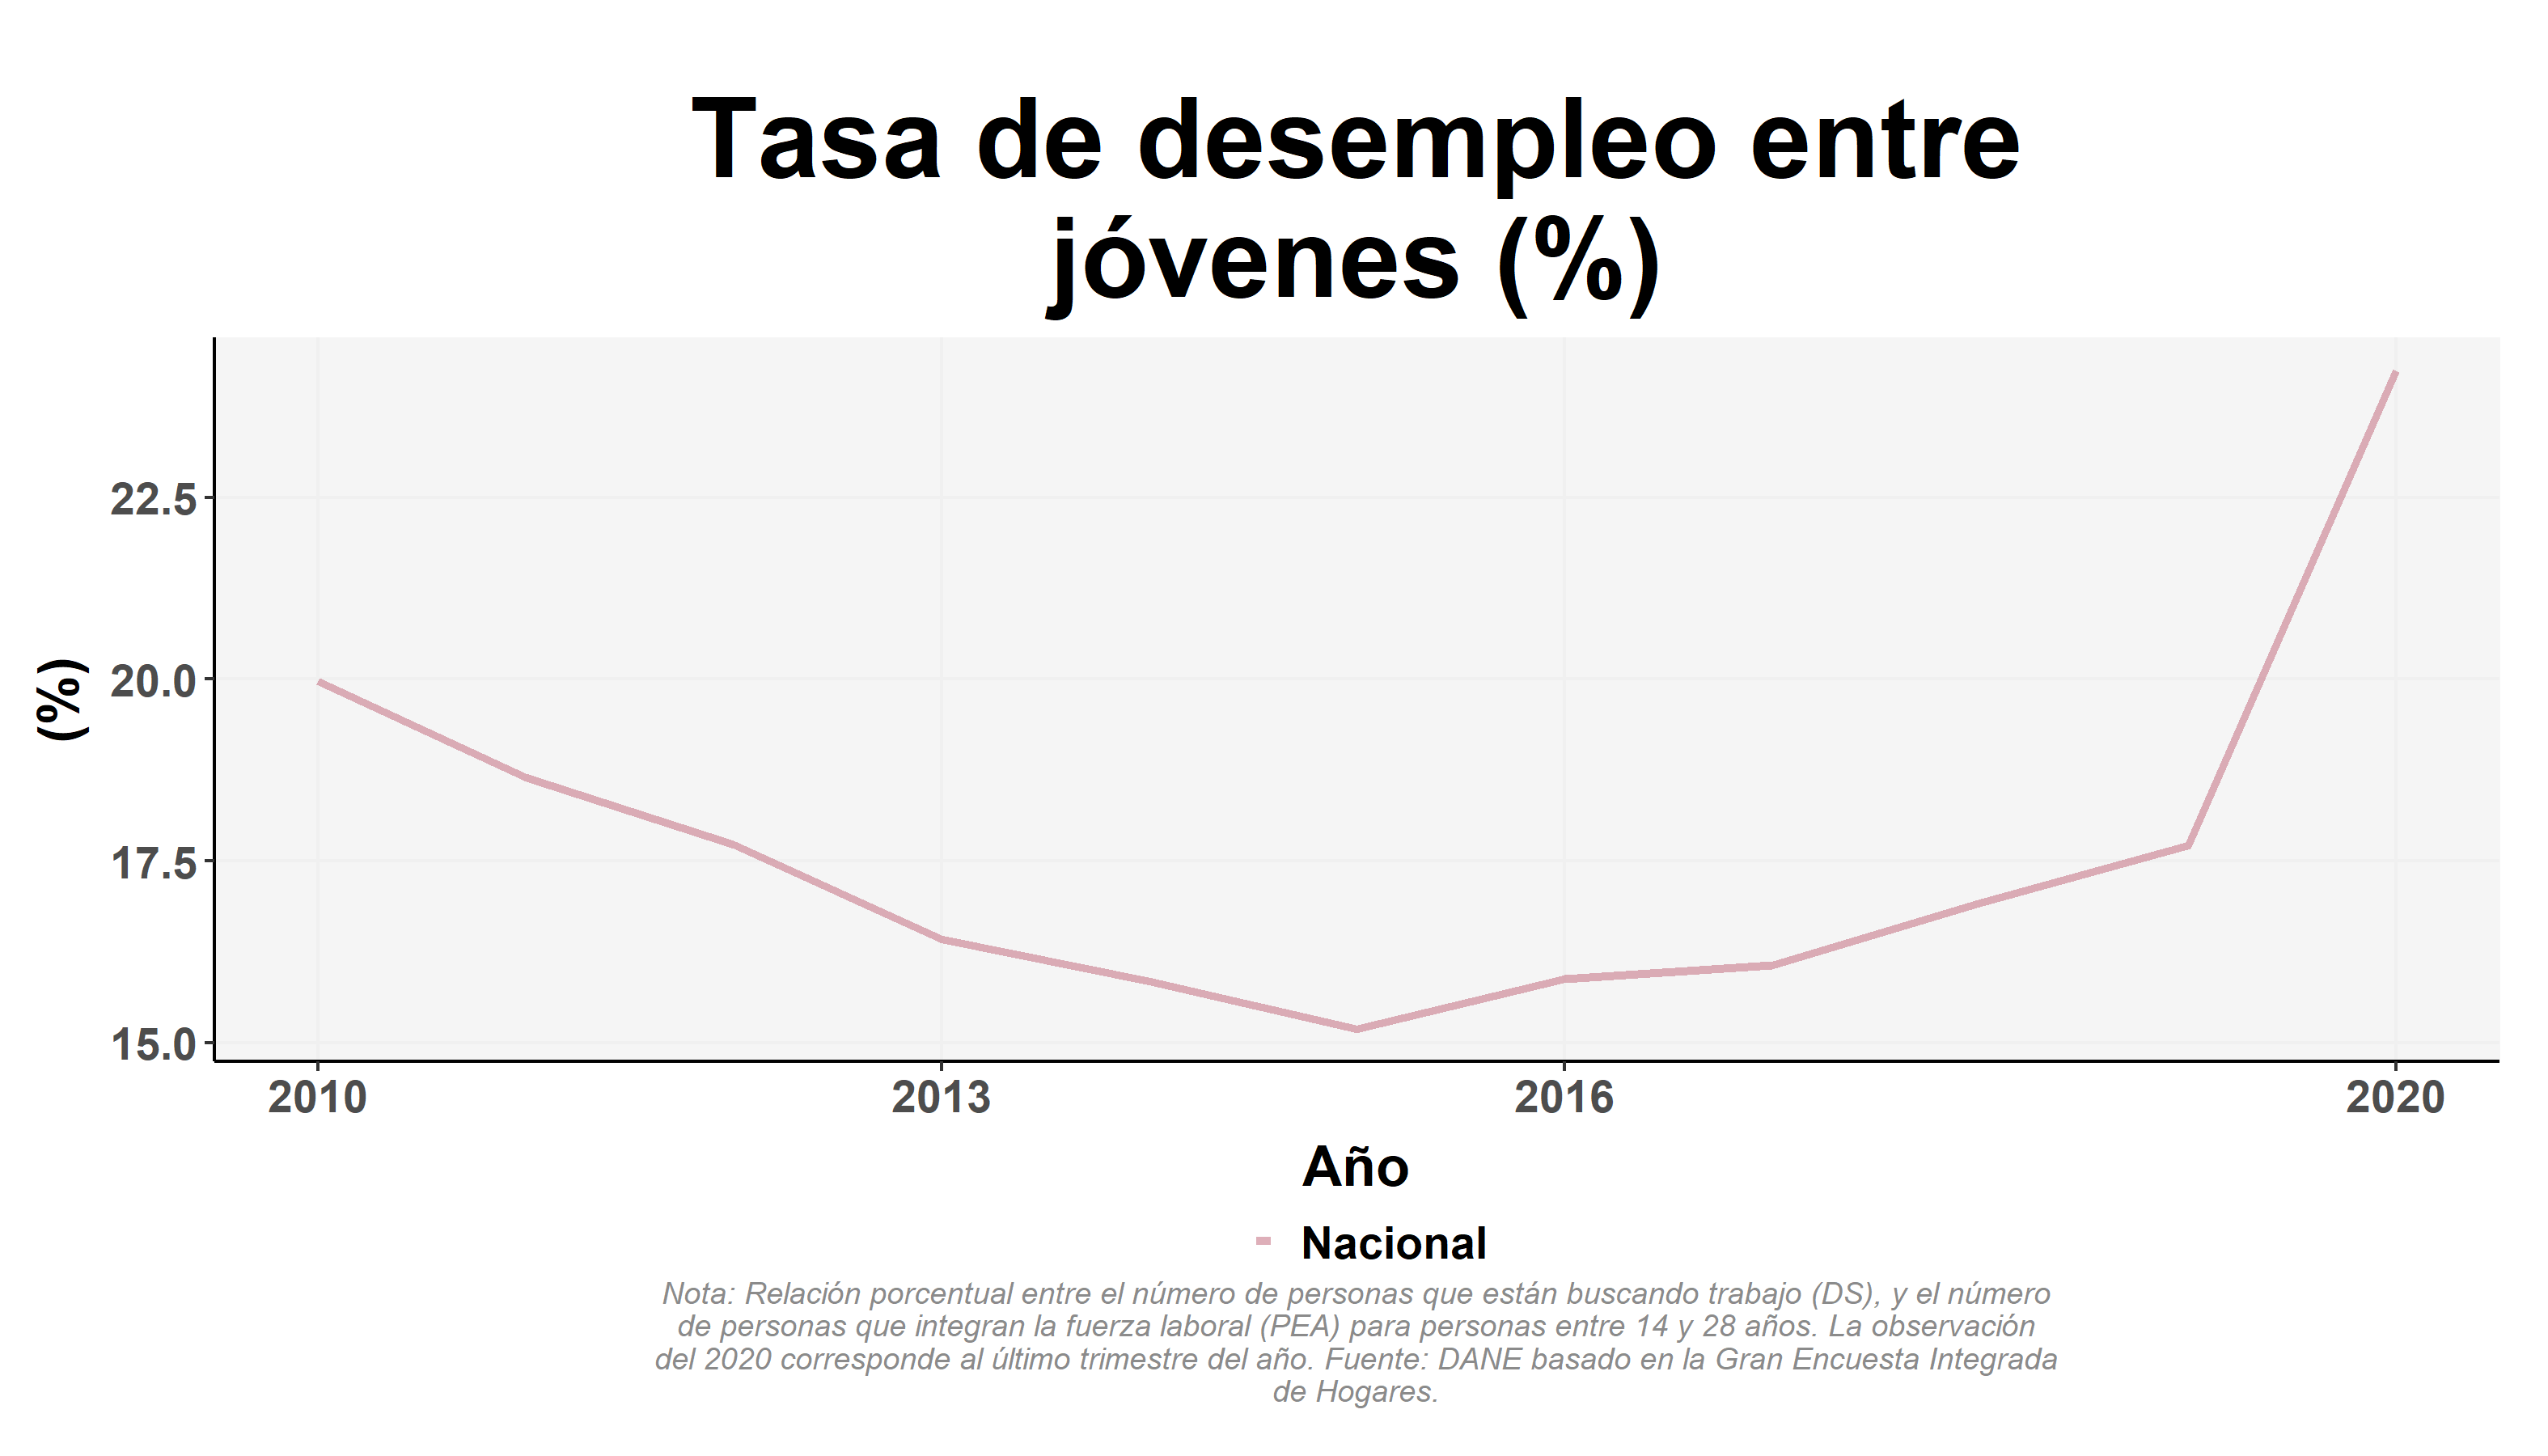 Tasa de desempleo entre
jóvenes (%)
(%)
22.5
20.0
17.5
15.0
2010
2013
2016
2020
Año
Nacional
Nota: Relación porcentual entre el número de personas que están buscando trabajo (DS), y el número
de personas que integran la fuerza laboral (PEA) para personas entre 14 y 28 años. La observación
del 2020 corresponde al último trimestre del año. Fuente: DANE basado en la Gran Encuesta Integrada
de Hogares.